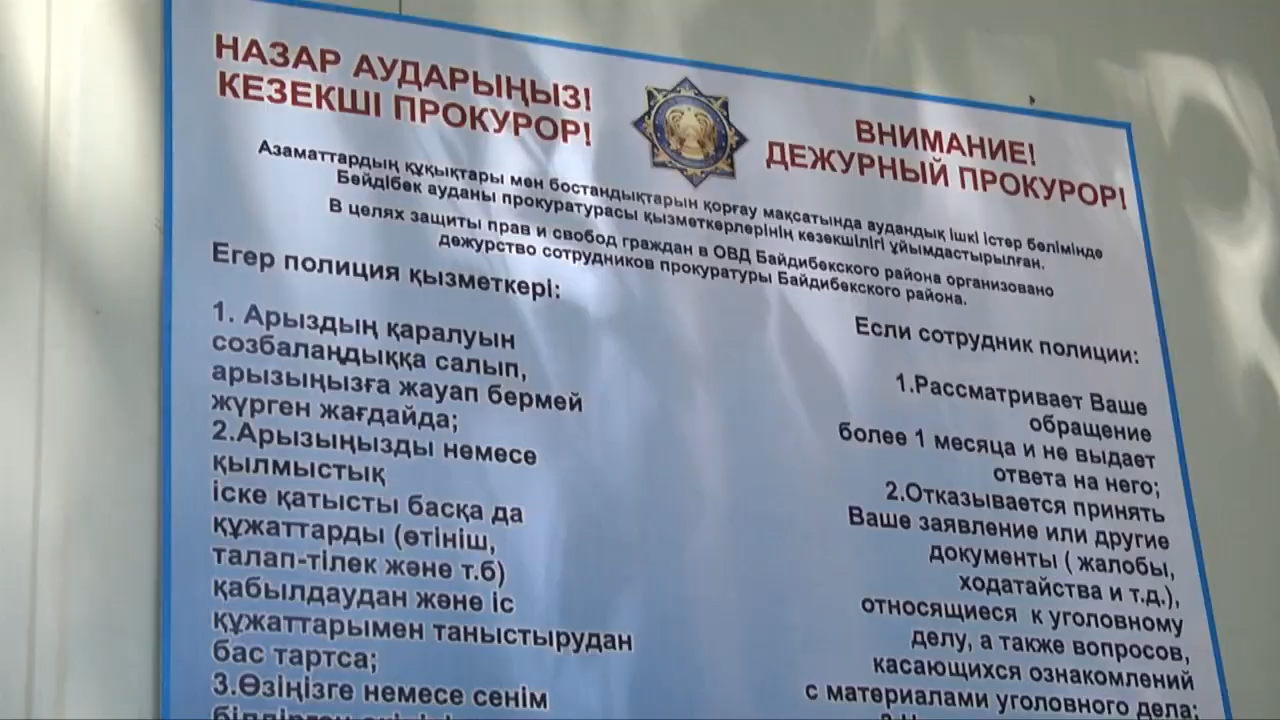 НАЗАР АУДАРЫҢЫЗ!
КЕЗЕКШІ ПРОКУРОР!
ВНИМАНИЕ!
ДЕЖУРНЫЙ ПРОКУРОР!
Азаматтардың құқықтары мен бостандықтарын қорғау мақсатында аудандық ішкі істер бөлімінде
Бәйдібек ауданы прокуратурасы қызметкерлерінің кезекшілігі ұйымдастырылған.
В целях защиты прав и свобод граждан в ОВД Байдибекского района организовано
дежурство сотрудников прокуратуры Байдибекского района.
Егер полиция қызметкері:
1. Арыздың қаралуын
созбалаңдыққа салып,
арызыңызға жауап бермей
жүрген жағдайда;
2.Арызыңызды немесе
қылмыстық
іске қатысты басқа да
құжаттарды (өтініш,
талап-тілек және т.б)
қабылдаудан және іс
құжаттарымен таныстырудан
бас тартса;
3.Өзіңізге немесе сенім
Если сотрудник полиции:
1.Рассматривает Ваше
обращение
более 1 месяца и не выдает
ответа на него;
2.Отказывается принять
Ваше заявление или другие
документы ( жалобы,
ходатайства и т.д.),
относящиеся к уголовному
делу, а также вопросов,
касающихся ознакомлений
с материалами уголовного дела;